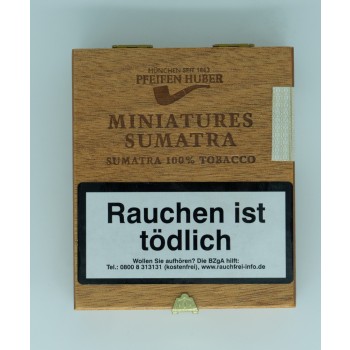 MÜNCHEN SEIT 1863
PFEIFEN HUBER
MINIATURES
SUMATRA
SUMATRA 100% TOBACCO
Rauchen ist
tödlich
Wollen Sie aufhören? Die BZgA hilft:
Tel.: 0800 8 313131 (kostenfrei), www.rauchfrei-info.de